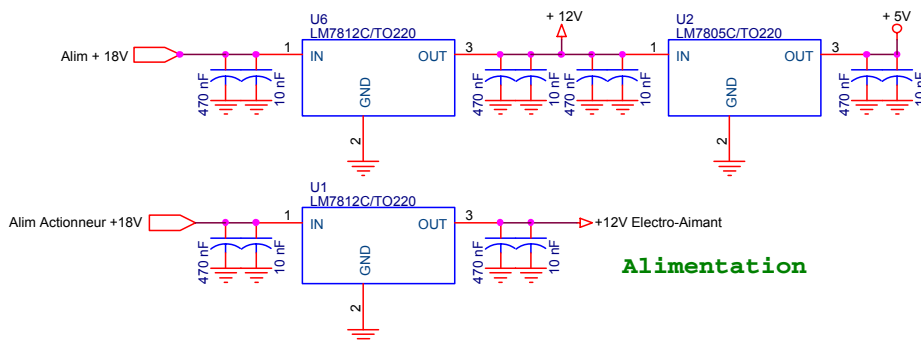 U6
LM7812C/TO220
+ 12V
U2
LM7805C/TO220
+ 5V
Alim + 18V
1
IN
OUT
3
1
IN
OUT
3
470 nF
10 nF
GND
2
470 nF
10 nF
470 nF
10 nF
GND
2
470 nF
10 nF
U1
LM7812C/TO220
Alim Actionneur +18V
1
IN
OUT
3
+12V Electro-Aimant
470 nF
10 nF
GND
2
470 nF
10 nF
Alimentation